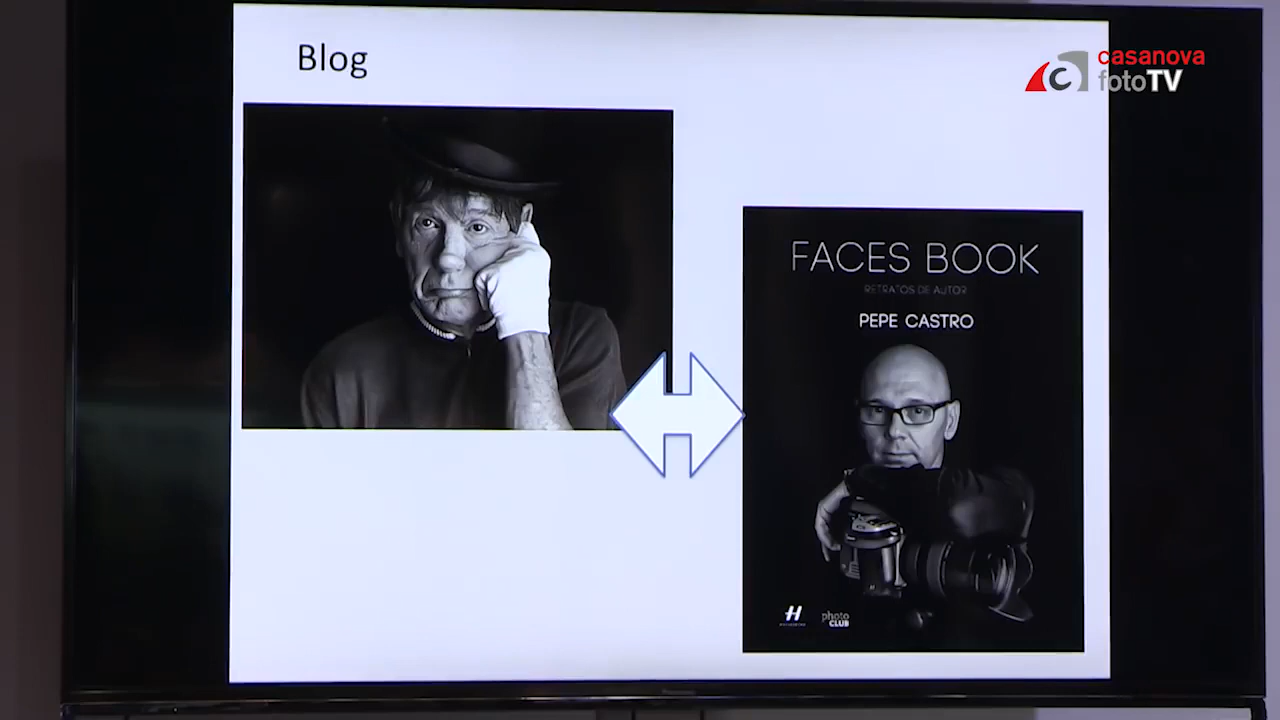 Blog
casanova
fotoTV
FACES BOOK
RETRATOS DE AUTOR
PEPE CASTRO
H
photo
CLUB